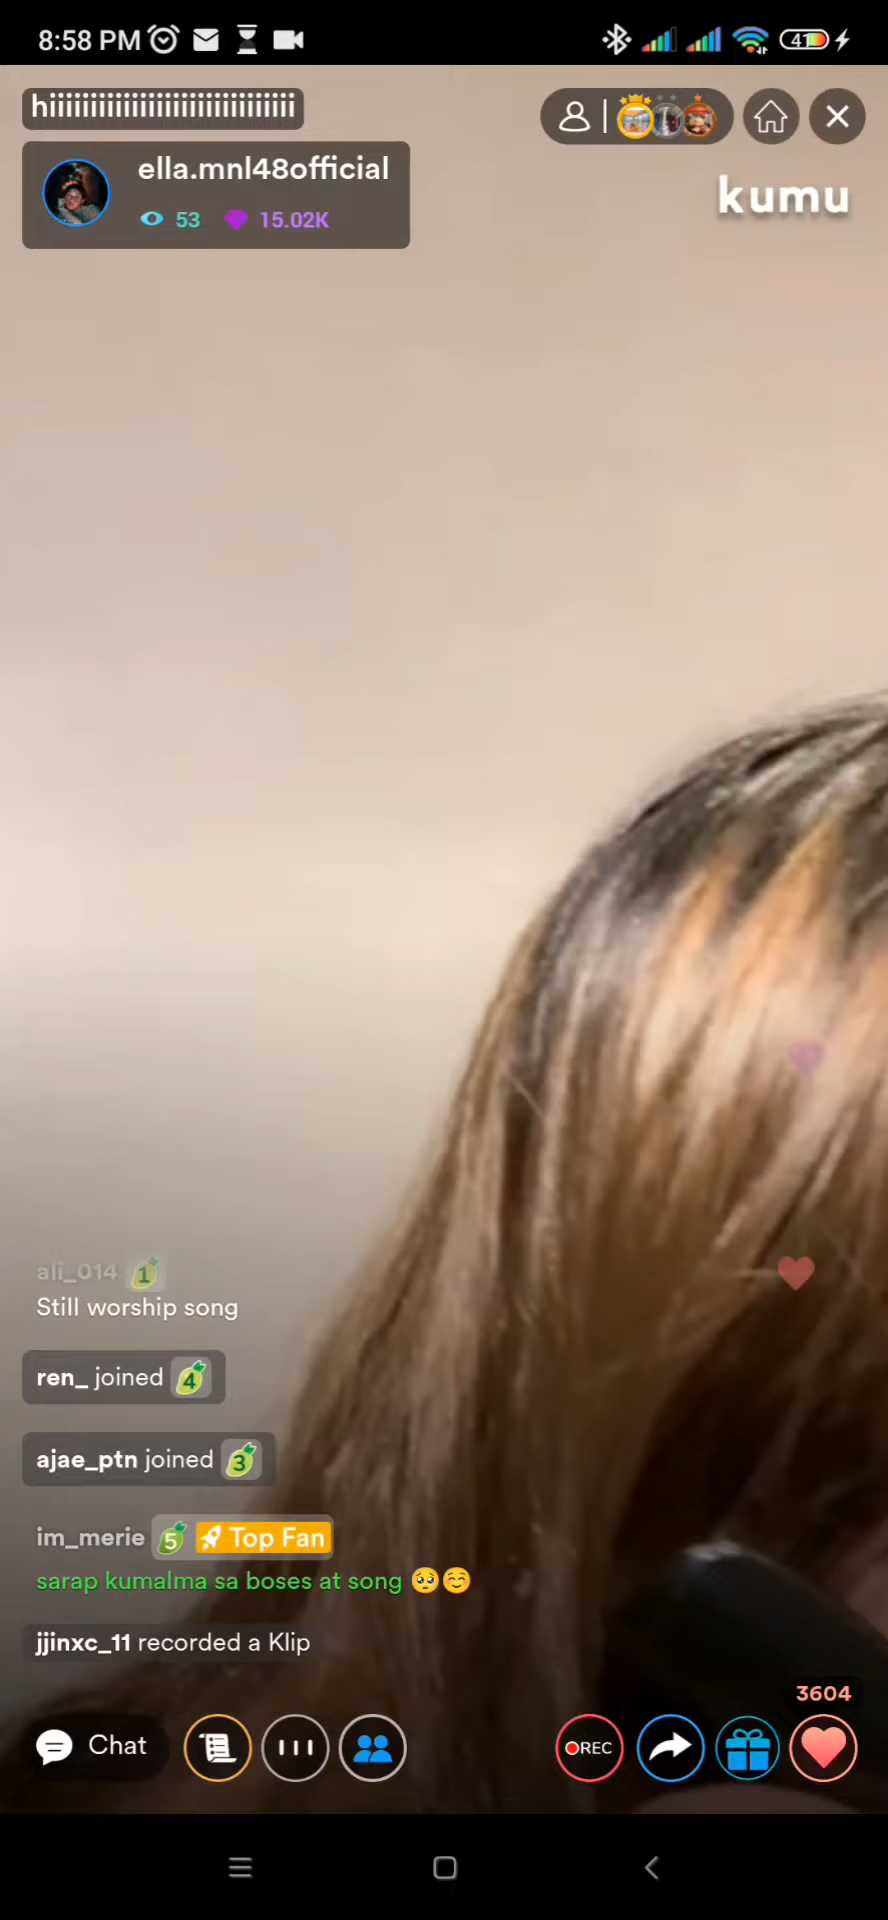 8:58 PM
41
hiiiiiiiiiiiiiiiiiiiiiiiiiiiiii
ella.mnl48official
53 15.02K
kumu
ali_014 1
Still worship song
ren_ joined 4
ajae_ptn joined 3
im_merie 5 Top Fan
sarap kumalma sa boses at song 🥺☺️
jjinxc_11 recorded a Klip
3604
Chat
REC